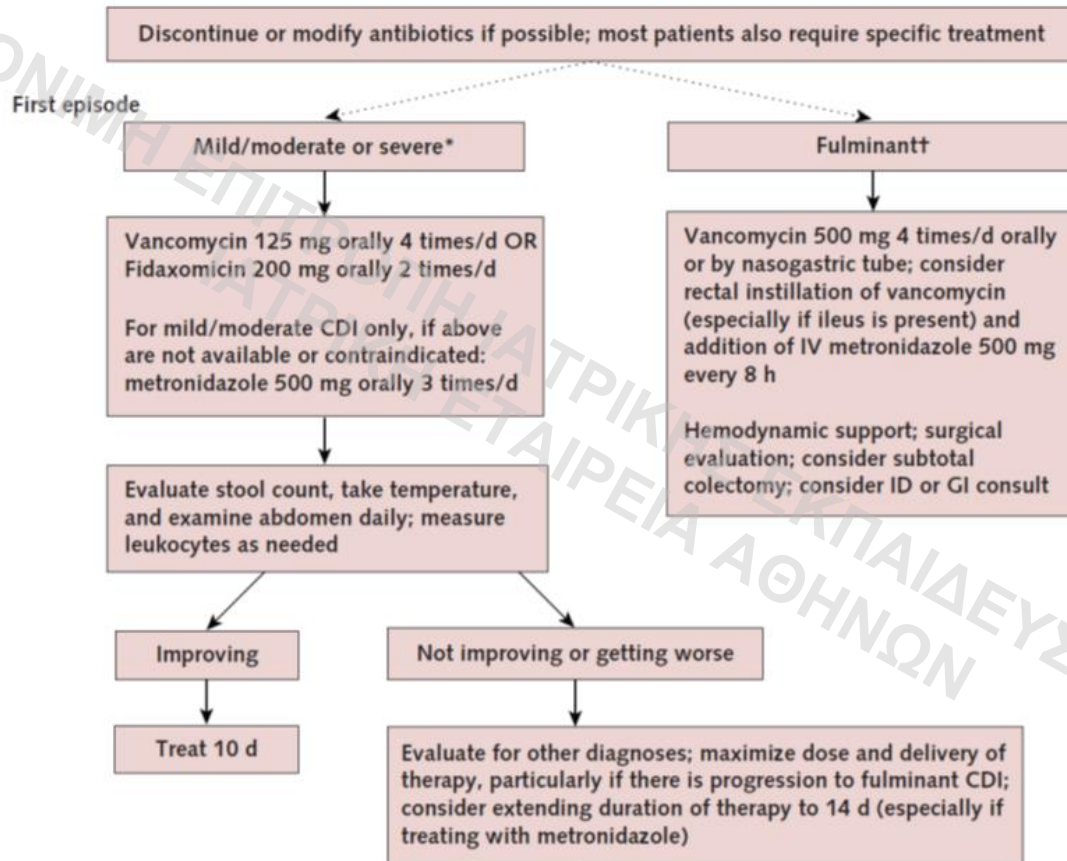 Discontinue or modify antibiotics if possible; most patients also require specific treatment
First episode
Mild/moderate or severe*
Fulminant†
Vancomycin 125 mg orally 4 times/d OR
Fidaxomicin 200 mg orally 2 times/d
For mild/moderate CDI only, if above
are not available or contraindicated:
metronidazole 500 mg orally 3 times/d
Vancomycin 500 mg 4 times/d orally
or by nasogastric tube; consider
rectal instillation of vancomycin
(especially if ileus is present) and
addition of IV metronidazole 500 mg
every 8 h
Hemodynamic support; surgical
evaluation; consider subtotal
colectomy; consider ID or GI consult
Evaluate stool count, take temperature,
and examine abdomen daily; measure
leukocytes as needed
Improving
Not improving or getting worse
Treat 10 d
Evaluate for other diagnoses; maximize dose and delivery of
therapy, particularly if there is progression to fulminant CDI;
consider extending duration of therapy to 14 d (especially if
treating with metronidazole)
ΕΠΙΤΡΟΠΗ ΙΑΤΡΙΚΗΣ
ΙΑΤΡΙΚΗ ΕΤΑΙΡΕΙΑ ΑΘΗΝΩΝ